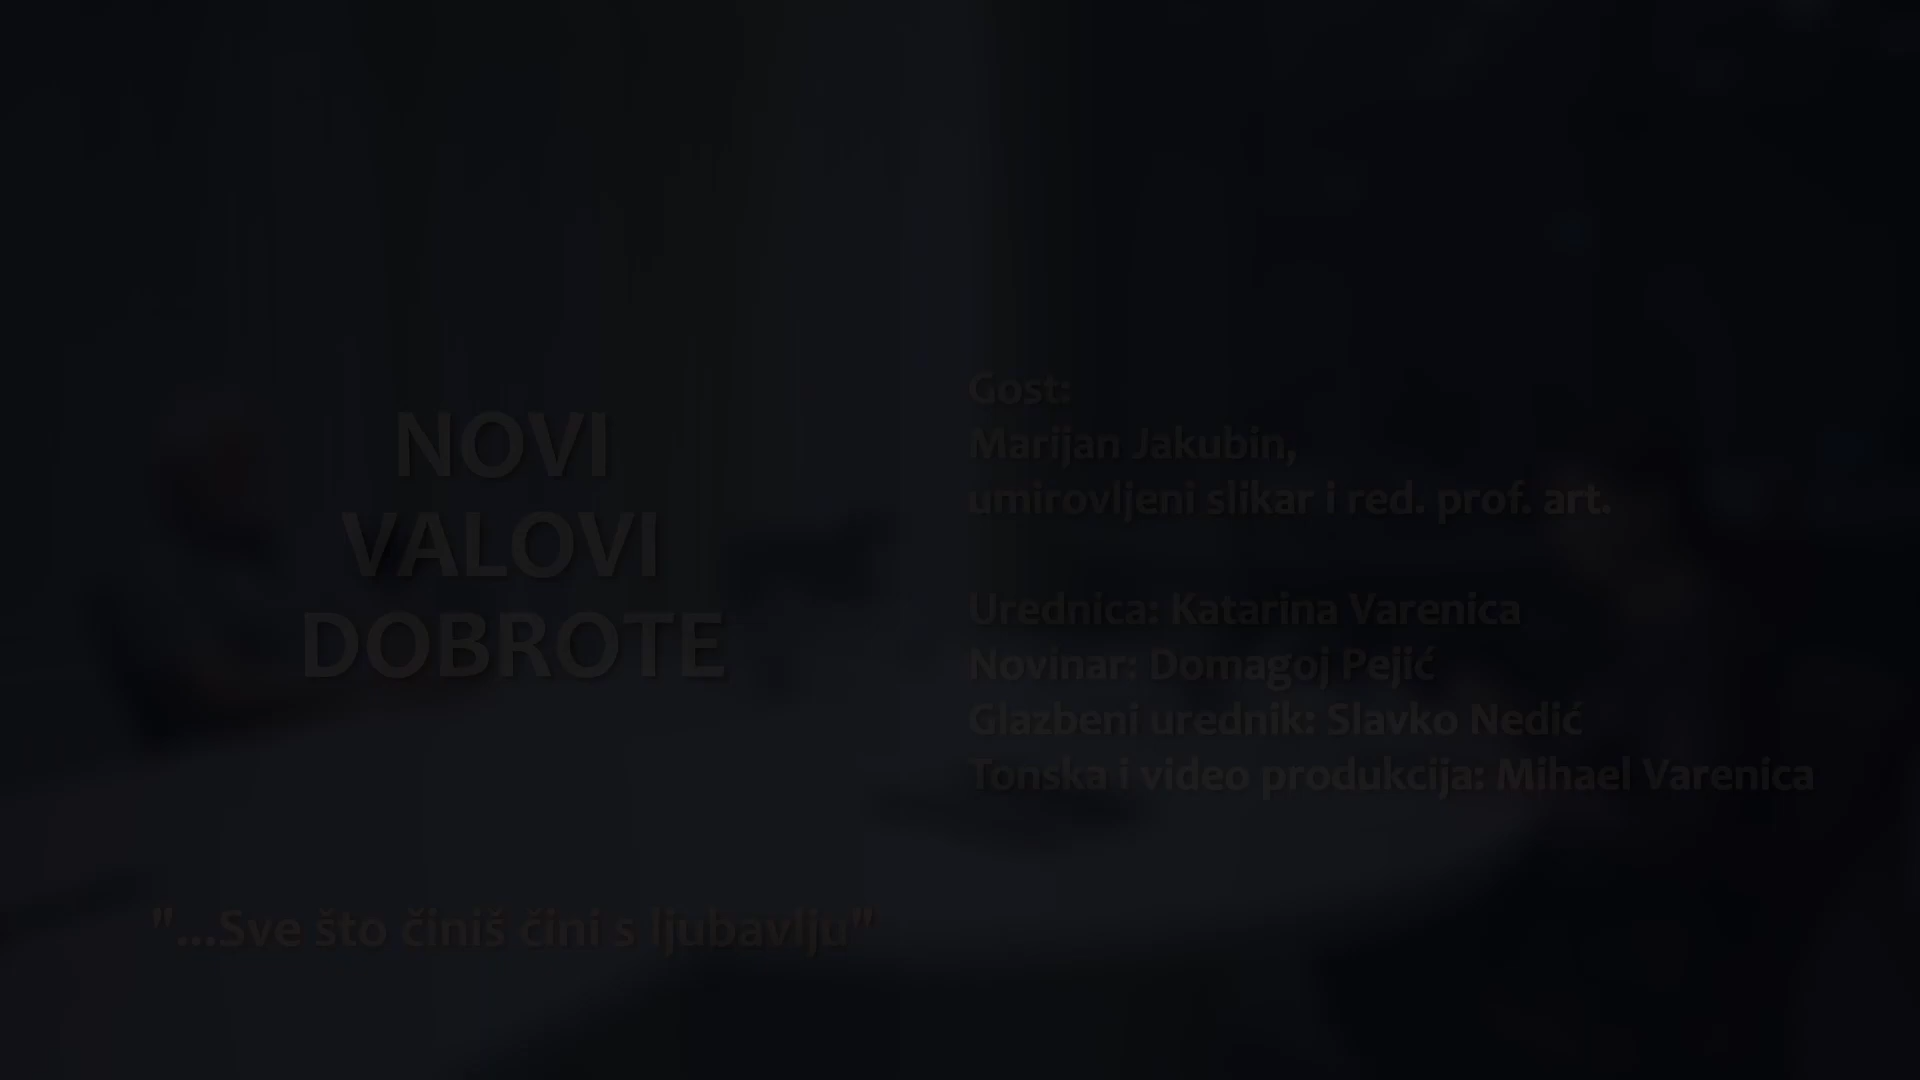 NOVI
VALOVI
DOBROTE
"...Sve što činiš čini s ljubavlju"
Gost:
Marijan Jakubin,
umirovljeni slikar i red. prof. art.
Urednica: Katarina Varenica
Novinar: Domagoj Pejić
Glazbeni urednik: Slavko Nedić
Tonska i video produkcija: Mihael Varenica